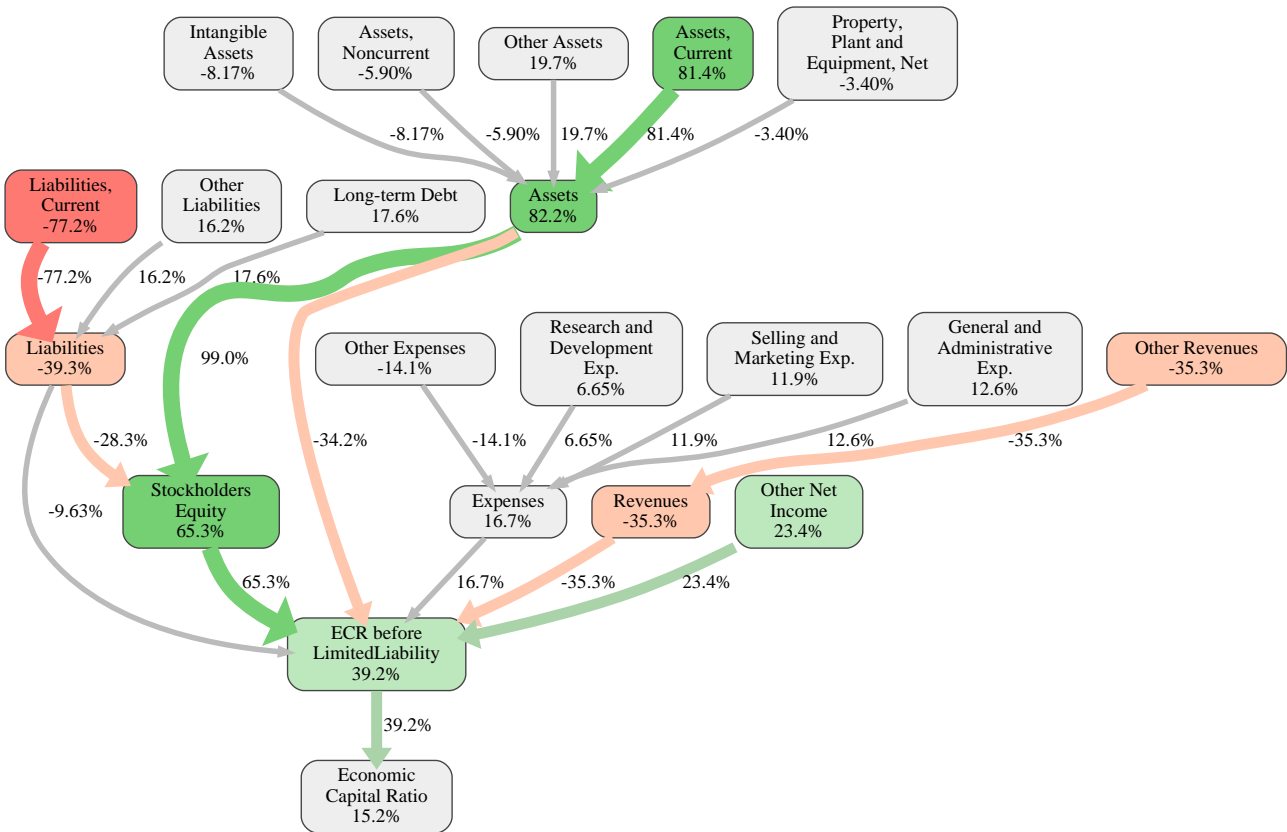 Intangible
Assets
-8.17%
Assets,
Noncurrent
-5.90%
Other Assets
19.7%
Assets,
Current
81.4%
Property,
Plant and
Equipment, Net
-3.40%
-8.17%
-5.90%
19.7%
81.4%
-3.40%
Liabilities,
Current
-77.2%
Other
Liabilities
16.2%
Long-term Debt
17.6%
Assets
82.2%
-77.2%
16.2%
17.6%
Liabilities
-39.3%
99.0%
Other Expenses
-14.1%
Research and
Development
Exp.
6.65%
Selling and
Marketing Exp.
11.9%
General and
Administrative
Exp.
12.6%
Other Revenues
-35.3%
-28.3%
-34.2%
-14.1%
6.65%
11.9%
12.6%
-35.3%
-9.63%
Stockholders
Equity
65.3%
Expenses
16.7%
Revenues
-35.3%
Other Net
Income
23.4%
65.3%
16.7%
-35.3%
23.4%
ECR before
LimitedLiability
39.2%
39.2%
Economic
Capital Ratio
15.2%